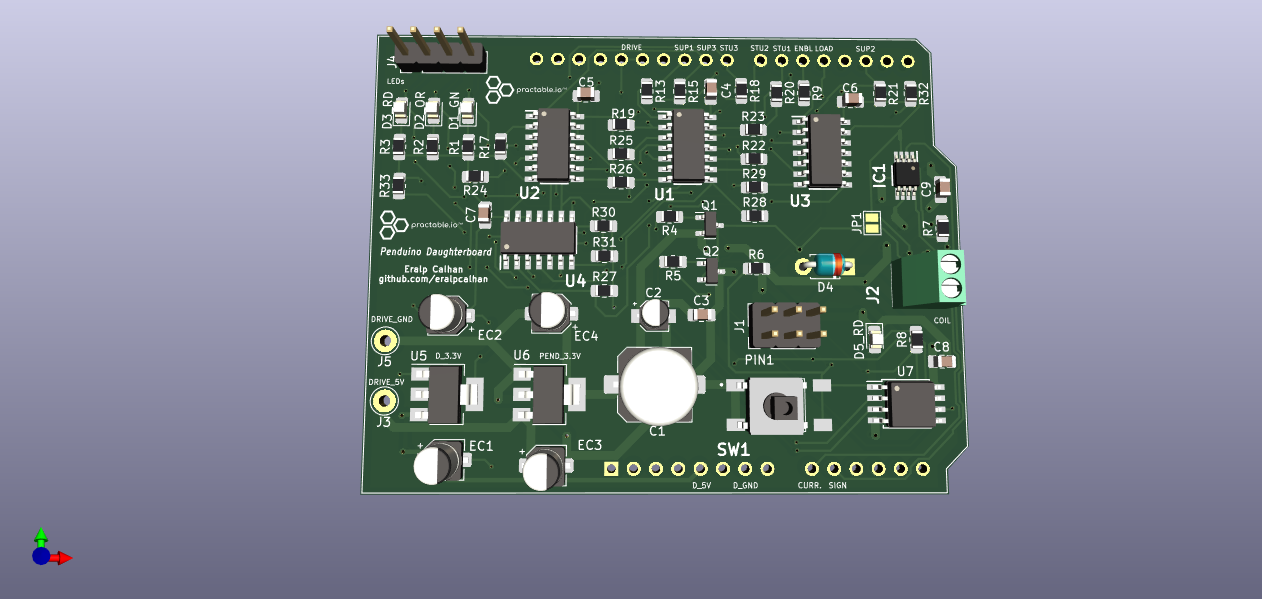 DRIVE SUP1 SUP3 STU3 STU2 STU1 ENBL LOAD SUP2
J4
LEDs
practable.io™
C5 R13 R15 C4 R18 R20 R9 C6 R21 R32
D3_RD D2_OR D1_GN
R19 R23
R3 R2 R1 R17 R25 R22
R26 R29
R33 R24 U2 U1 U3 IC1 C9
C7 R30 R4 Q1 R28 JP1 R7
practable.io™
R31
Penduino Daughterboard
Eralp Calhan
github.com/eralpcalhan
U4 R27 R5 Q2 R6 D4 J2
C2 C3
DRIVE_GND
EC2 EC4 J1 COIL
D5_RD R8
J5 U5 D_3.3V U6 PEND_3.3V PIN1 C8
U7
DRIVE_5V
J3 C1
EC1 EC3 SW1
D_5V D_GND CURR. SIGN